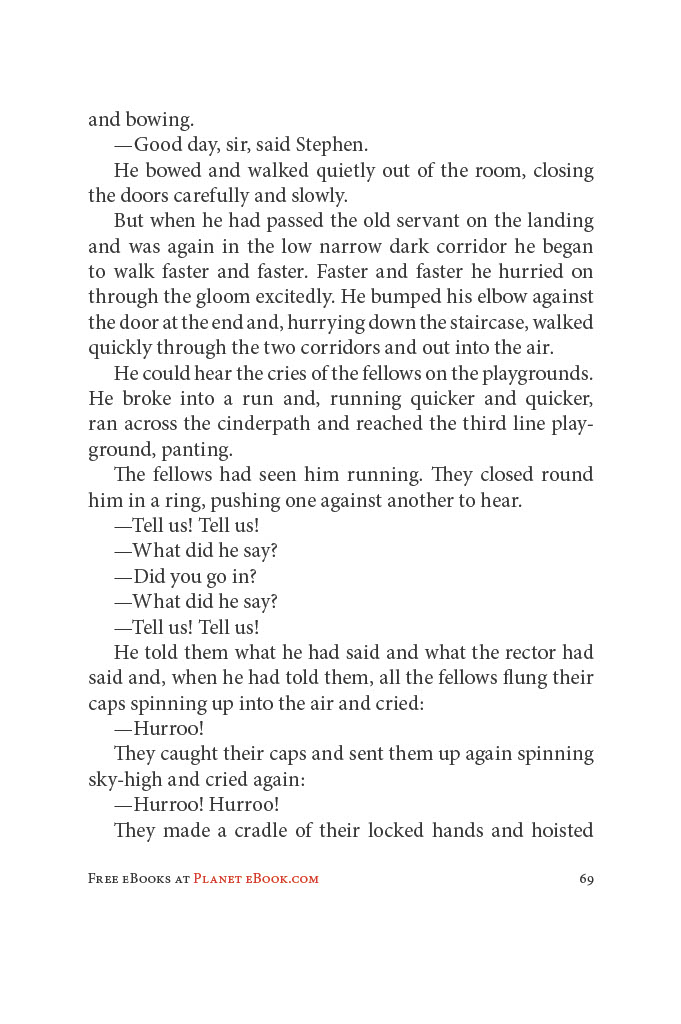 and bowing.
—Good day, sir, said Stephen.
He bowed and walked quietly out of the room, closing
the doors carefully and slowly.
But when he had passed the old servant on the landing
and was again in the low narrow dark corridor he began
to walk faster and faster. Faster and faster he hurried on
through the gloom excitedly. He bumped his elbow against
the door at the end and, hurrying down the staircase, walked
quickly through the two corridors and out into the air.
He could hear the cries of the fellows on the playgrounds.
He broke into a run and, running quicker and quicker,
ran across the cinderpath and reached the third line play-
ground, panting.
The fellows had seen him running. They closed round
him in a ring, pushing one against another to hear.
—Tell us! Tell us!
—What did he say?
—Did you go in?
—What did he say?
—Tell us! Tell us!
He told them what he had said and what the rector had
said and, when he had told them, all the fellows flung their
caps spinning up into the air and cried:
—Hurroo!
They caught their caps and sent them up again spinning
sky-high and cried again:
—Hurroo! Hurroo!
They made a cradle of their locked hands and hoisted
Free eBooks at Planet eBook.com
69